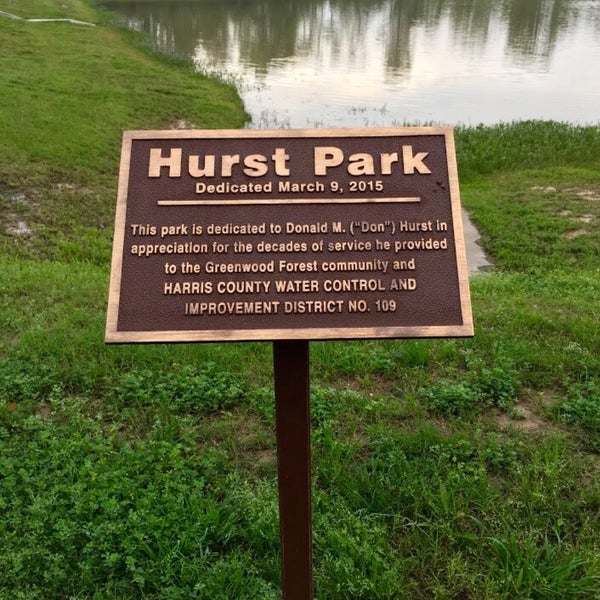 Hurst Park
Dedicated March 9, 2015
This park is dedicated to Donald M. ("Don") Hurst in
appreciation for the decades of service he provided
to the Greenwood Forest community and
HARRIS COUNTY WATER CONTROL AND
IMPROVEMENT DISTRICT NO. 109